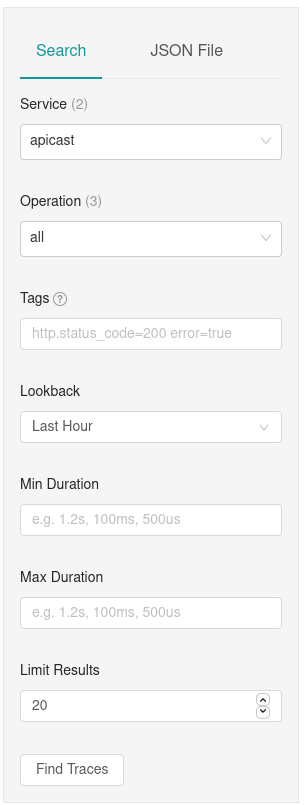 Search JSON File
Service (2)
apicast
Operation (3)
all
Tags ?
http.status_code=200 error=true
Lookback
Last Hour
Min Duration
e.g. 1.2s, 100ms, 500us
Max Duration
e.g. 1.2s, 100ms, 500us
Limit Results
20
Find Traces